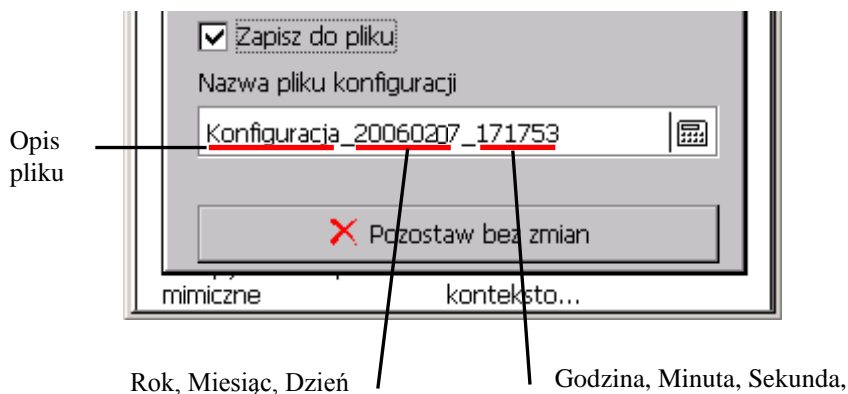 Zapisz do pliku
Nazwa pliku konfiguracji
Konfiguracja_20060207_171753
Opis
pliku
Pozostaw bez zmian
mimiczne konteksto...
Rok, Miesiąc, Dzień
Godzina, Minuta, Sekunda,